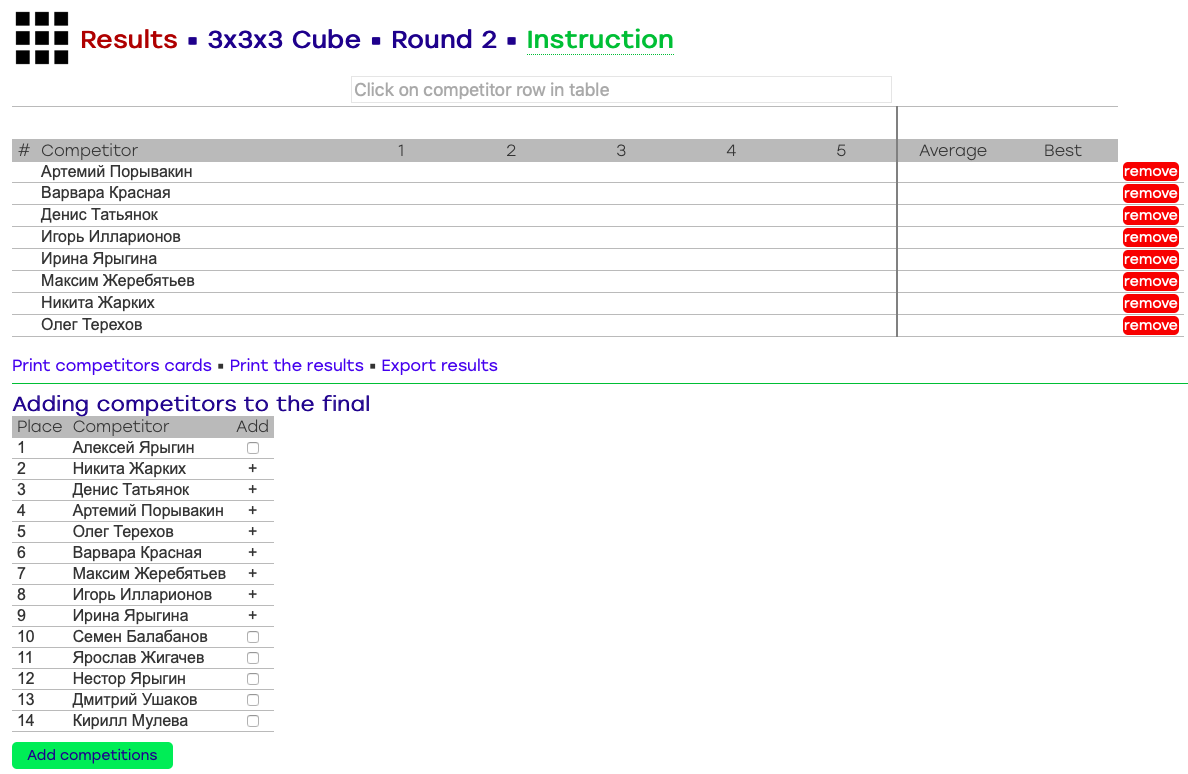 Results ▪ 3x3x3 Cube ▪ Round 2 ▪ Instruction
Click on competitor row in table
# Competitor 1 2 3 4 5 Average Best
Артемий Порывакин remove
Варвара Красная remove
Денис Татьянок remove
Игорь Илларионов remove
Ирина Ярыгина remove
Максим Жеребятьев remove
Никита Жарких remove
Олег Терехов remove
Print competitors cards ▪ Print the results ▪ Export results
Adding competitors to the final
Place Competitor Add
1 Алексей Ярыгин
2 Никита Жарких +
3 Денис Татьянок +
4 Артемий Порывакин +
5 Олег Терехов +
6 Варвара Красная +
7 Максим Жеребятьев +
8 Игорь Илларионов +
9 Ирина Ярыгина +
10 Семен Балабанов
11 Ярослав Жигачев
12 Нестор Ярыгин
13 Дмитрий Ушаков
14 Кирилл Мулева
Add competitions